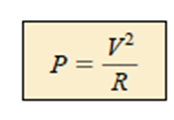 P = V²/R